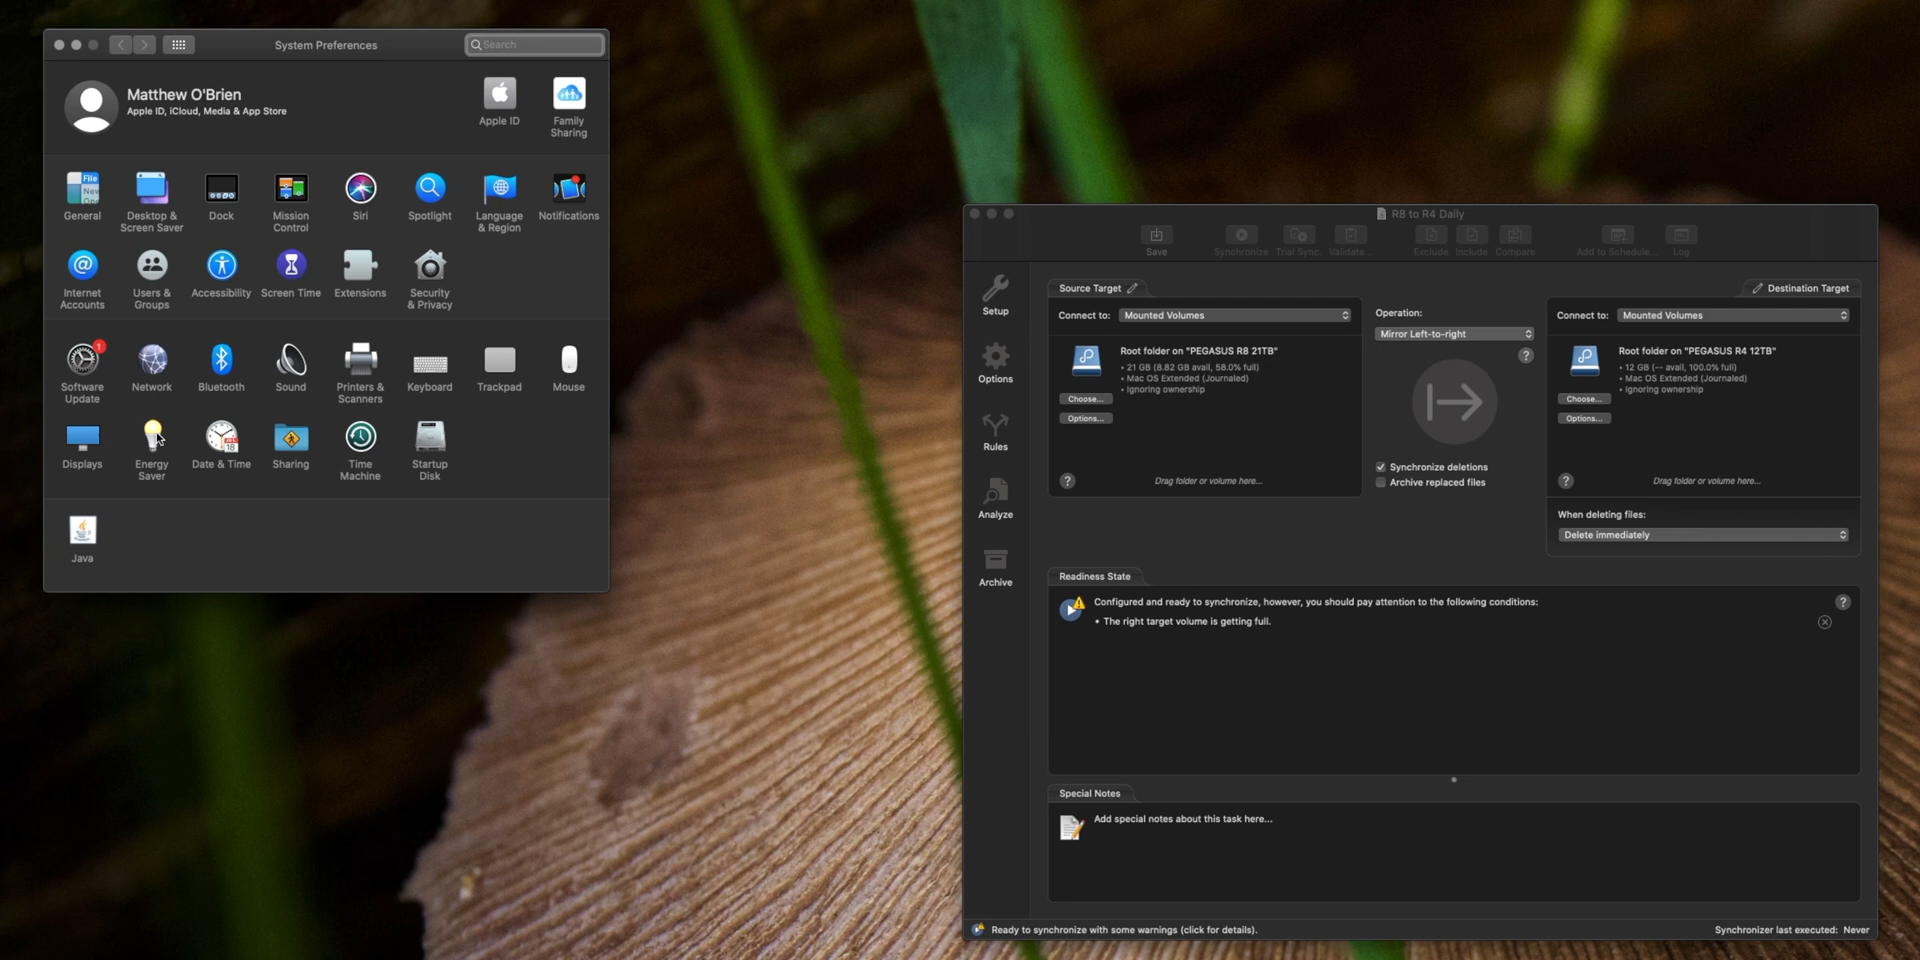 System Preferences
Search
Matthew O'Brien
Apple ID, iCloud, Media & App Store
Apple ID
Family
Sharing
File
New
General
Desktop &
Screen Saver
Dock
Mission
Control
Siri
Spotlight
Language
& Region
Notifications
Internet
Accounts
Users &
Groups
Accessibility
Screen Time
Extensions
Security
& Privacy
1
Software
Update
Network
Bluetooth
Sound
Printers &
Scanners
Keyboard
Trackpad
Mouse
Displays
Energy
Saver
18
Date & Time
Sharing
Time
Machine
Startup
Disk
Java
R8 to R4 Daily
Save
Synchronize
Trial Sync.
Validate...
Exclude
Include
Compare
Add to Schedule...
Log
Setup
Options
Rules
Analyze
Archive
Source Target
Connect to: Mounted Volumes
Root folder on "PEGASUS R8 21TB"
• 21 GB (8.82 GB avail, 58.0% full)
• Mac OS Extended (Journaled)
• Ignoring ownership
Choose...
Options...
?
Drag folder or volume here...
Operation:
Mirror Left-to-right
?
Synchronize deletions
Archive replaced files
Destination Target
Connect to: Mounted Volumes
Root folder on "PEGASUS R4 12TB"
• 12 GB (-- avail, 100.0% full)
• Mac OS Extended (Journaled)
• Ignoring ownership
Choose...
Options...
?
Drag folder or volume here...
When deleting files:
Delete immediately
Readiness State
Configured and ready to synchronize, however, you should pay attention to the following conditions:
?
• The right target volume is getting full.
Special Notes
Add special notes about this task here...
Ready to synchronize with some warnings (click for details).
Synchronizer last executed: Never